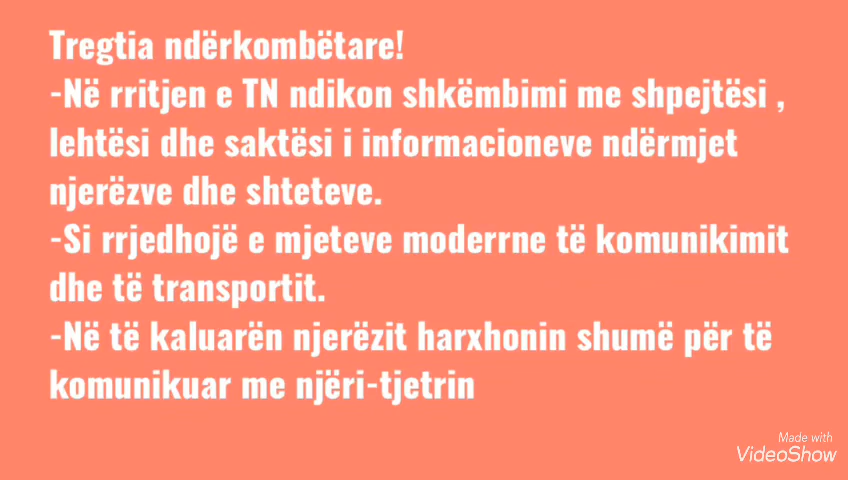 Tregtia ndërkombëtare!
-Në rritjen e TN ndikon shkëmbimi me shpejtësi ,
lehtësi dhe saktësi i informacioneve ndërmjet
njerëzve dhe shteteve.
-Si rrjedhojë e mjeteve moderrne të komunikimit
dhe të transportit.
-Në të kaluarën njerëzit harxhonin shumë për të
komunikuar me njëri-tjetrin
Made with
VideoShow